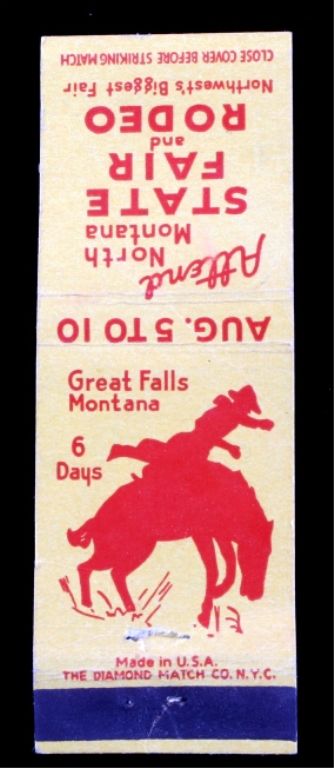 Attend
North
Montana
STATE
FAIR
and
RODEO
Northwest's Biggest Fair
CLOSE COVER BEFORE STRIKING MATCH
AUG. 5 TO 10
Great Falls
Montana
6
Days
Made in U.S.A.
THE DIAMOND MATCH CO. N.Y.C.